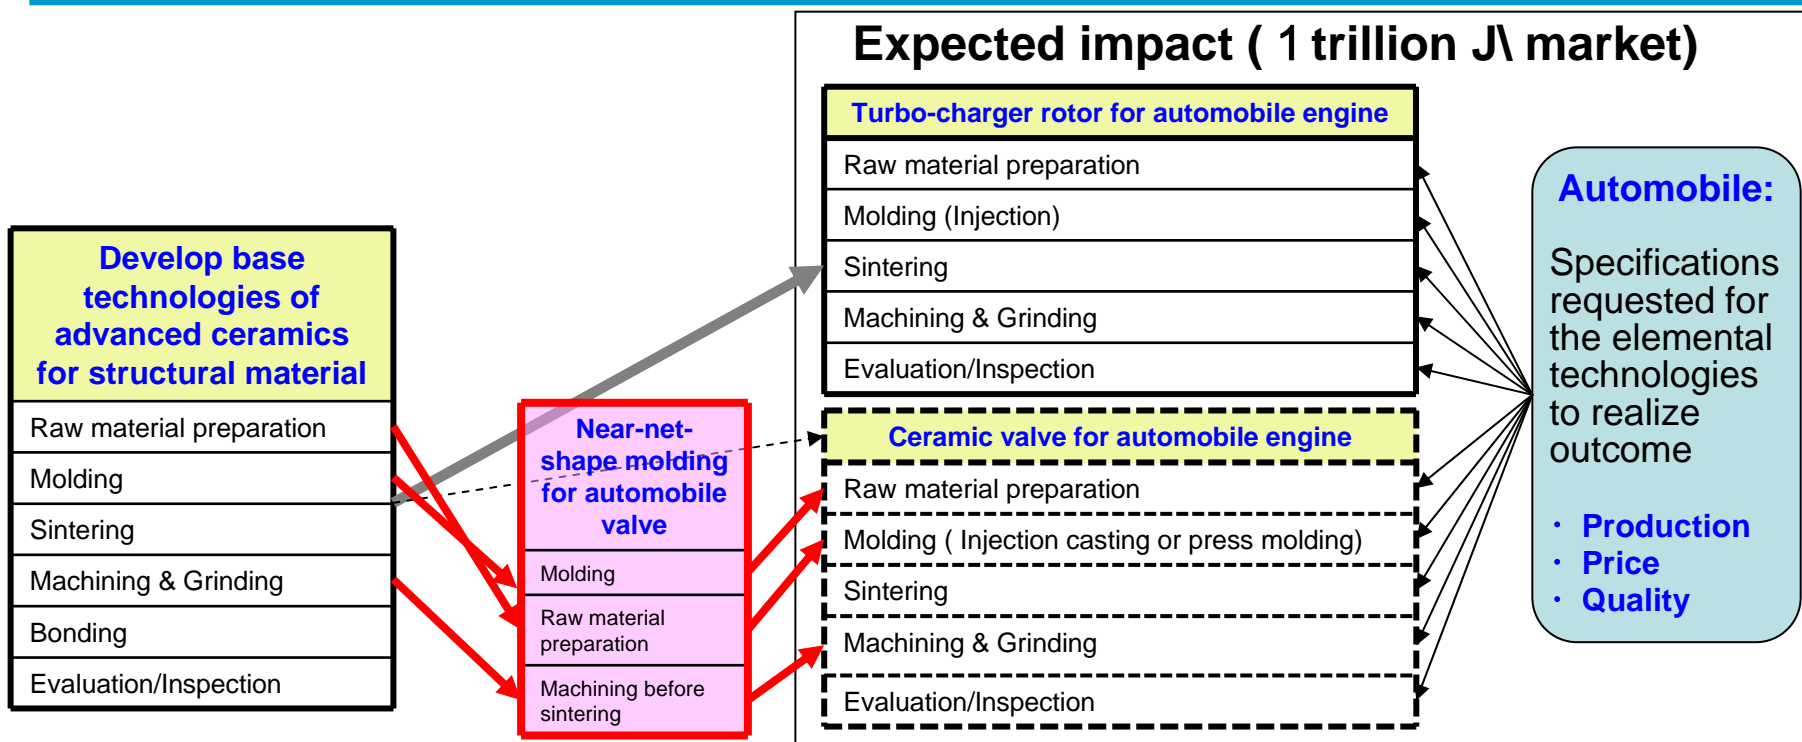 Expected impact ( 1 trillion J\ market)
Develop base
technologies of
advanced ceramics
for structural material
Raw material preparation
Molding
Sintering
Machining & Grinding
Bonding
Evaluation/Inspection
Near-net-
shape molding
for automobile
valve
Molding
Raw material
preparation
Machining before
sintering
Turbo-charger rotor for automobile engine
Raw material preparation
Molding (Injection)
Sintering
Machining & Grinding
Evaluation/Inspection
Ceramic valve for automobile engine
Raw material preparation
Molding ( Injection casting or press molding)
Sintering
Machining & Grinding
Evaluation/Inspection
Automobile:
Specifications
requested for
the elemental
technologies
to realize
outcome
・ Production
・ Price
・ Quality